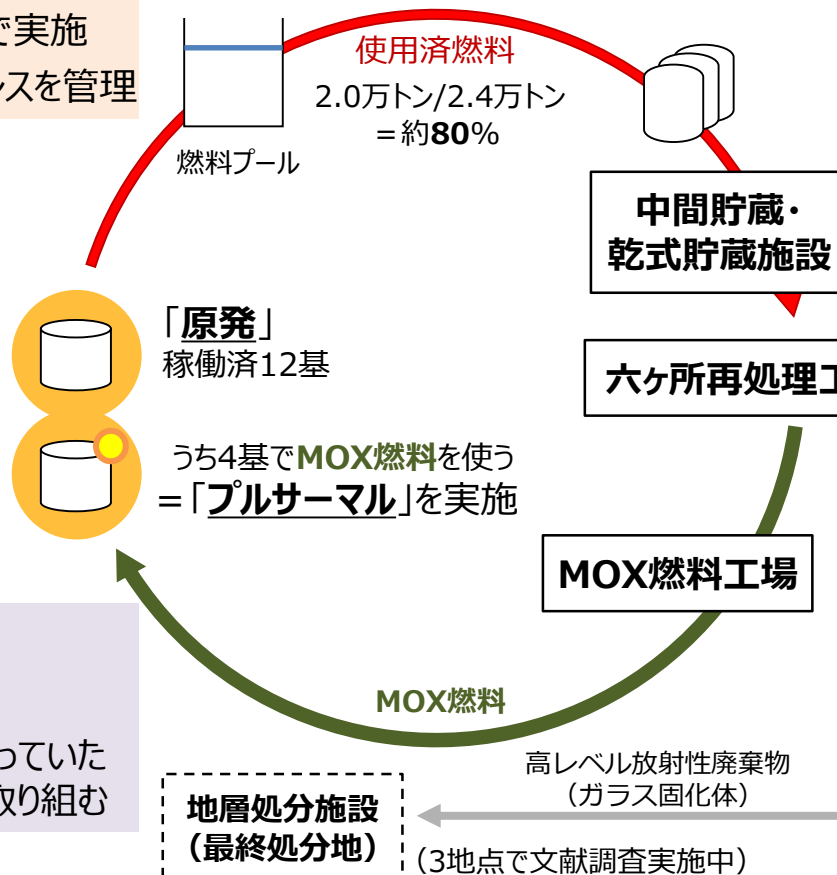 で実施
ンスを管理
使用済燃料
2.0万トン/2.4万トン
＝約80%
燃料プール
中間貯蔵・
乾式貯蔵施設
「原発」
稼働済12基
六ヶ所再処理工
うち4基でMOX燃料を使う
＝「プルサーマル」を実施
MOX燃料工場
MOX燃料
っていた
取り組む
高レベル放射性廃棄物
（ガラス固化体）
地層処分施設
（最終処分地）
（3地点で文献調査実施中）